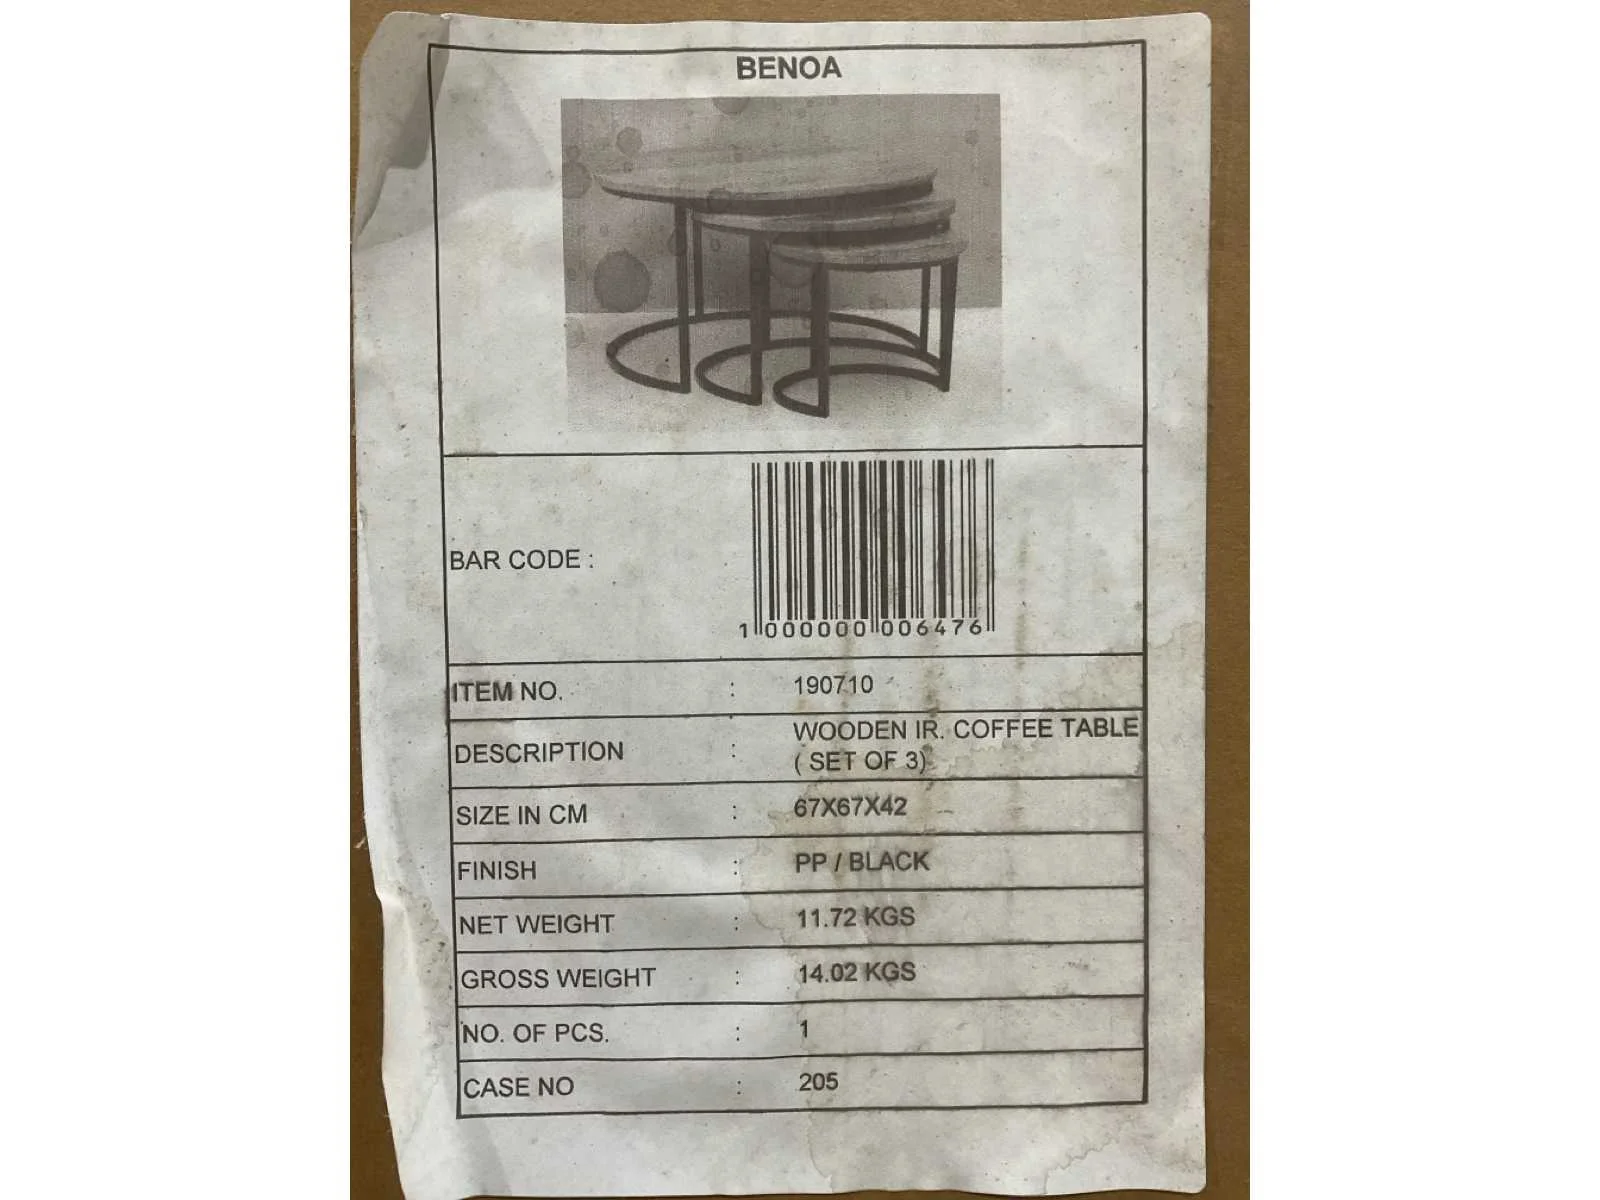 BENOA
BAR CODE :
1 000000 006476
ITEM NO. : 190710
DESCRIPTION : WOODEN IR. COFFEE TABLE
( SET OF 3)
SIZE IN CM : 67X67X42
FINISH : PP / BLACK
NET WEIGHT : 11.72 KGS
GROSS WEIGHT : 14.02 KGS
NO. OF PCS. : 1
CASE NO : 205